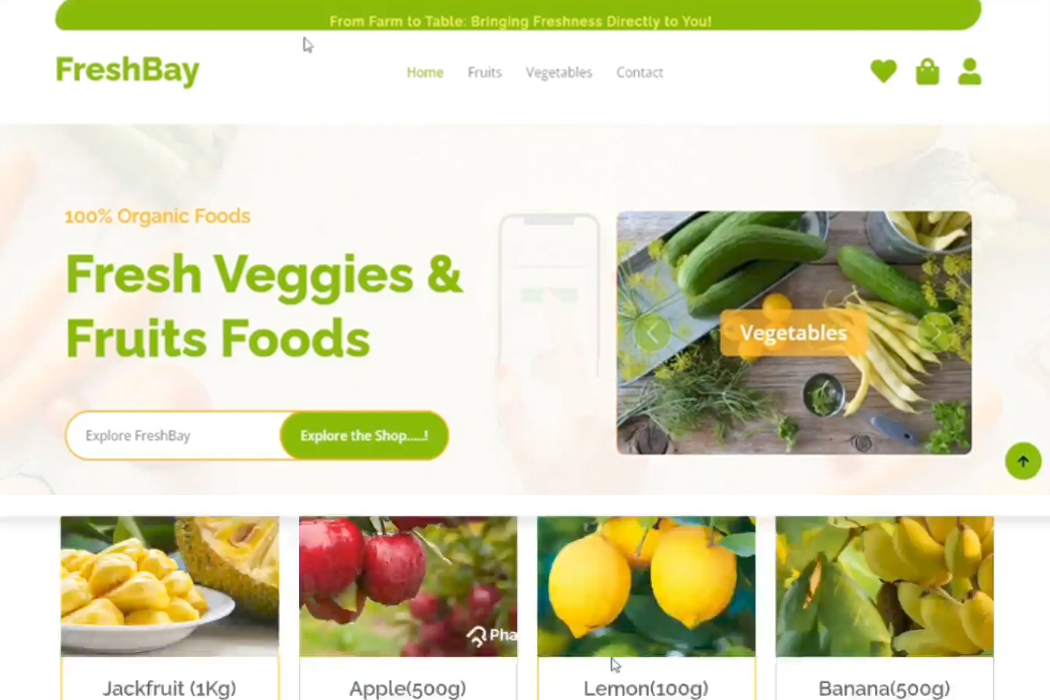 From Farm to Table: Bringing Freshness Directly to You!
FreshBay
Home Fruits Vegetables Contact
100% Organic Foods
Fresh Veggies &
Fruits Foods
Vegetables
Explore FreshBay Explore the Shop.....!
Pha
Jackfruit (1Kg) Apple(500g) Lemon(100g) Banana(500g)